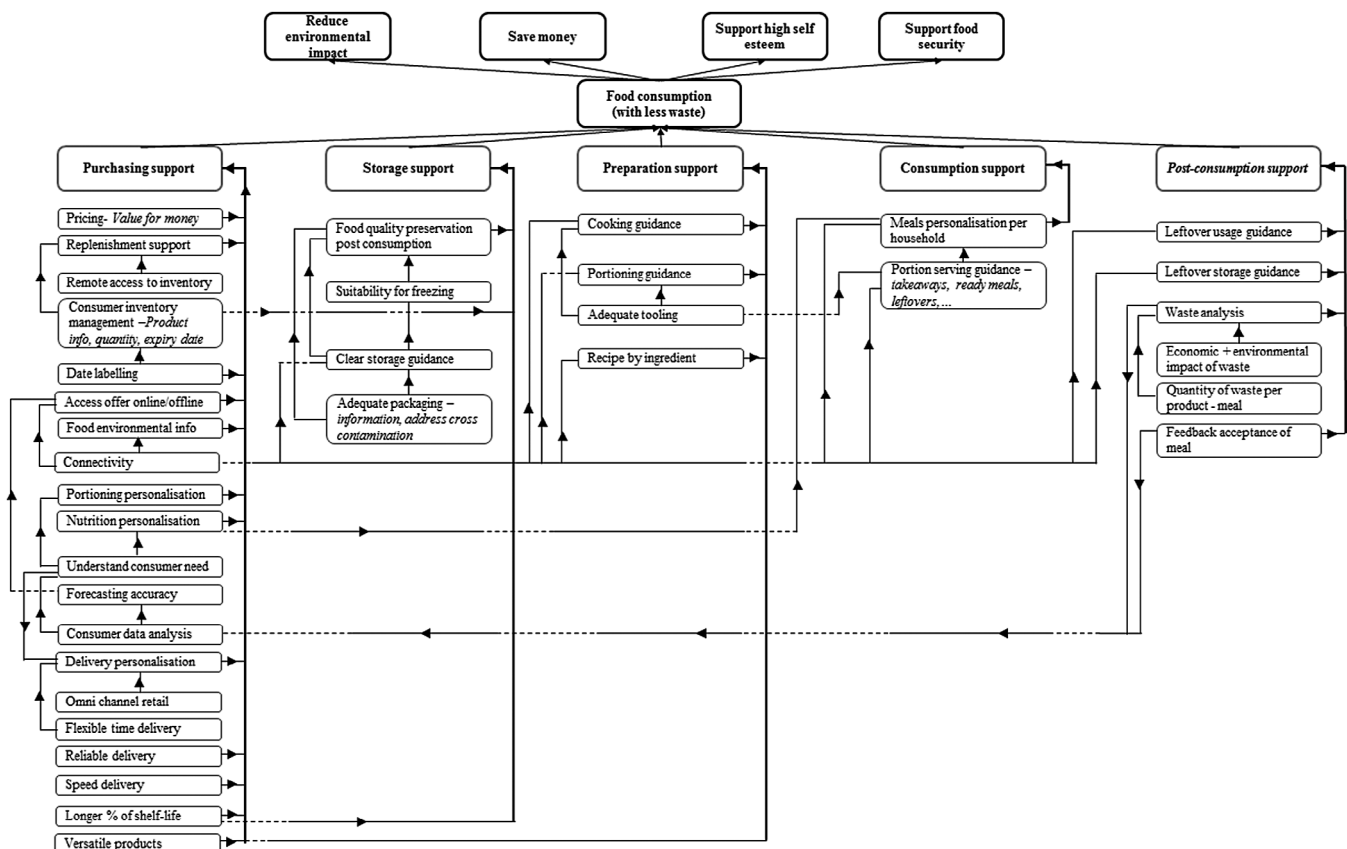 Reduce
environmental
impact
Save money
Support high self
esteem
Support food
security
Food consumption
(with less waste)
Purchasing support
Storage support
Preparation support
Consumption support
Post-consumption support
Pricing- Value for money
Replenishment support
Remote access to inventory
Consumer inventory
management –Product
info, quantity, expiry date
Date labelling
Access offer online/offline
Food environmental info
Connectivity
Portioning personalisation
Nutrition personalisation
Understand consumer need
Forecasting accuracy
Consumer data analysis
Delivery personalisation
Omni channel retail
Flexible time delivery
Reliable delivery
Speed delivery
Longer % of shelf-life
Versatile products
Food quality preservation
post consumption
Suitability for freezing
Clear storage guidance
Adequate packaging –
information, address cross
contamination
Cooking guidance
Portioning guidance
Adequate tooling
Recipe by ingredient
Meals personalisation per
household
Portion serving guidance –
takeaways, ready meals,
leftovers, ...
Leftover usage guidance
Leftover storage guidance
Waste analysis
Economic + environmental
impact of waste
Quantity of waste per
product - meal
Feedback acceptance of
meal